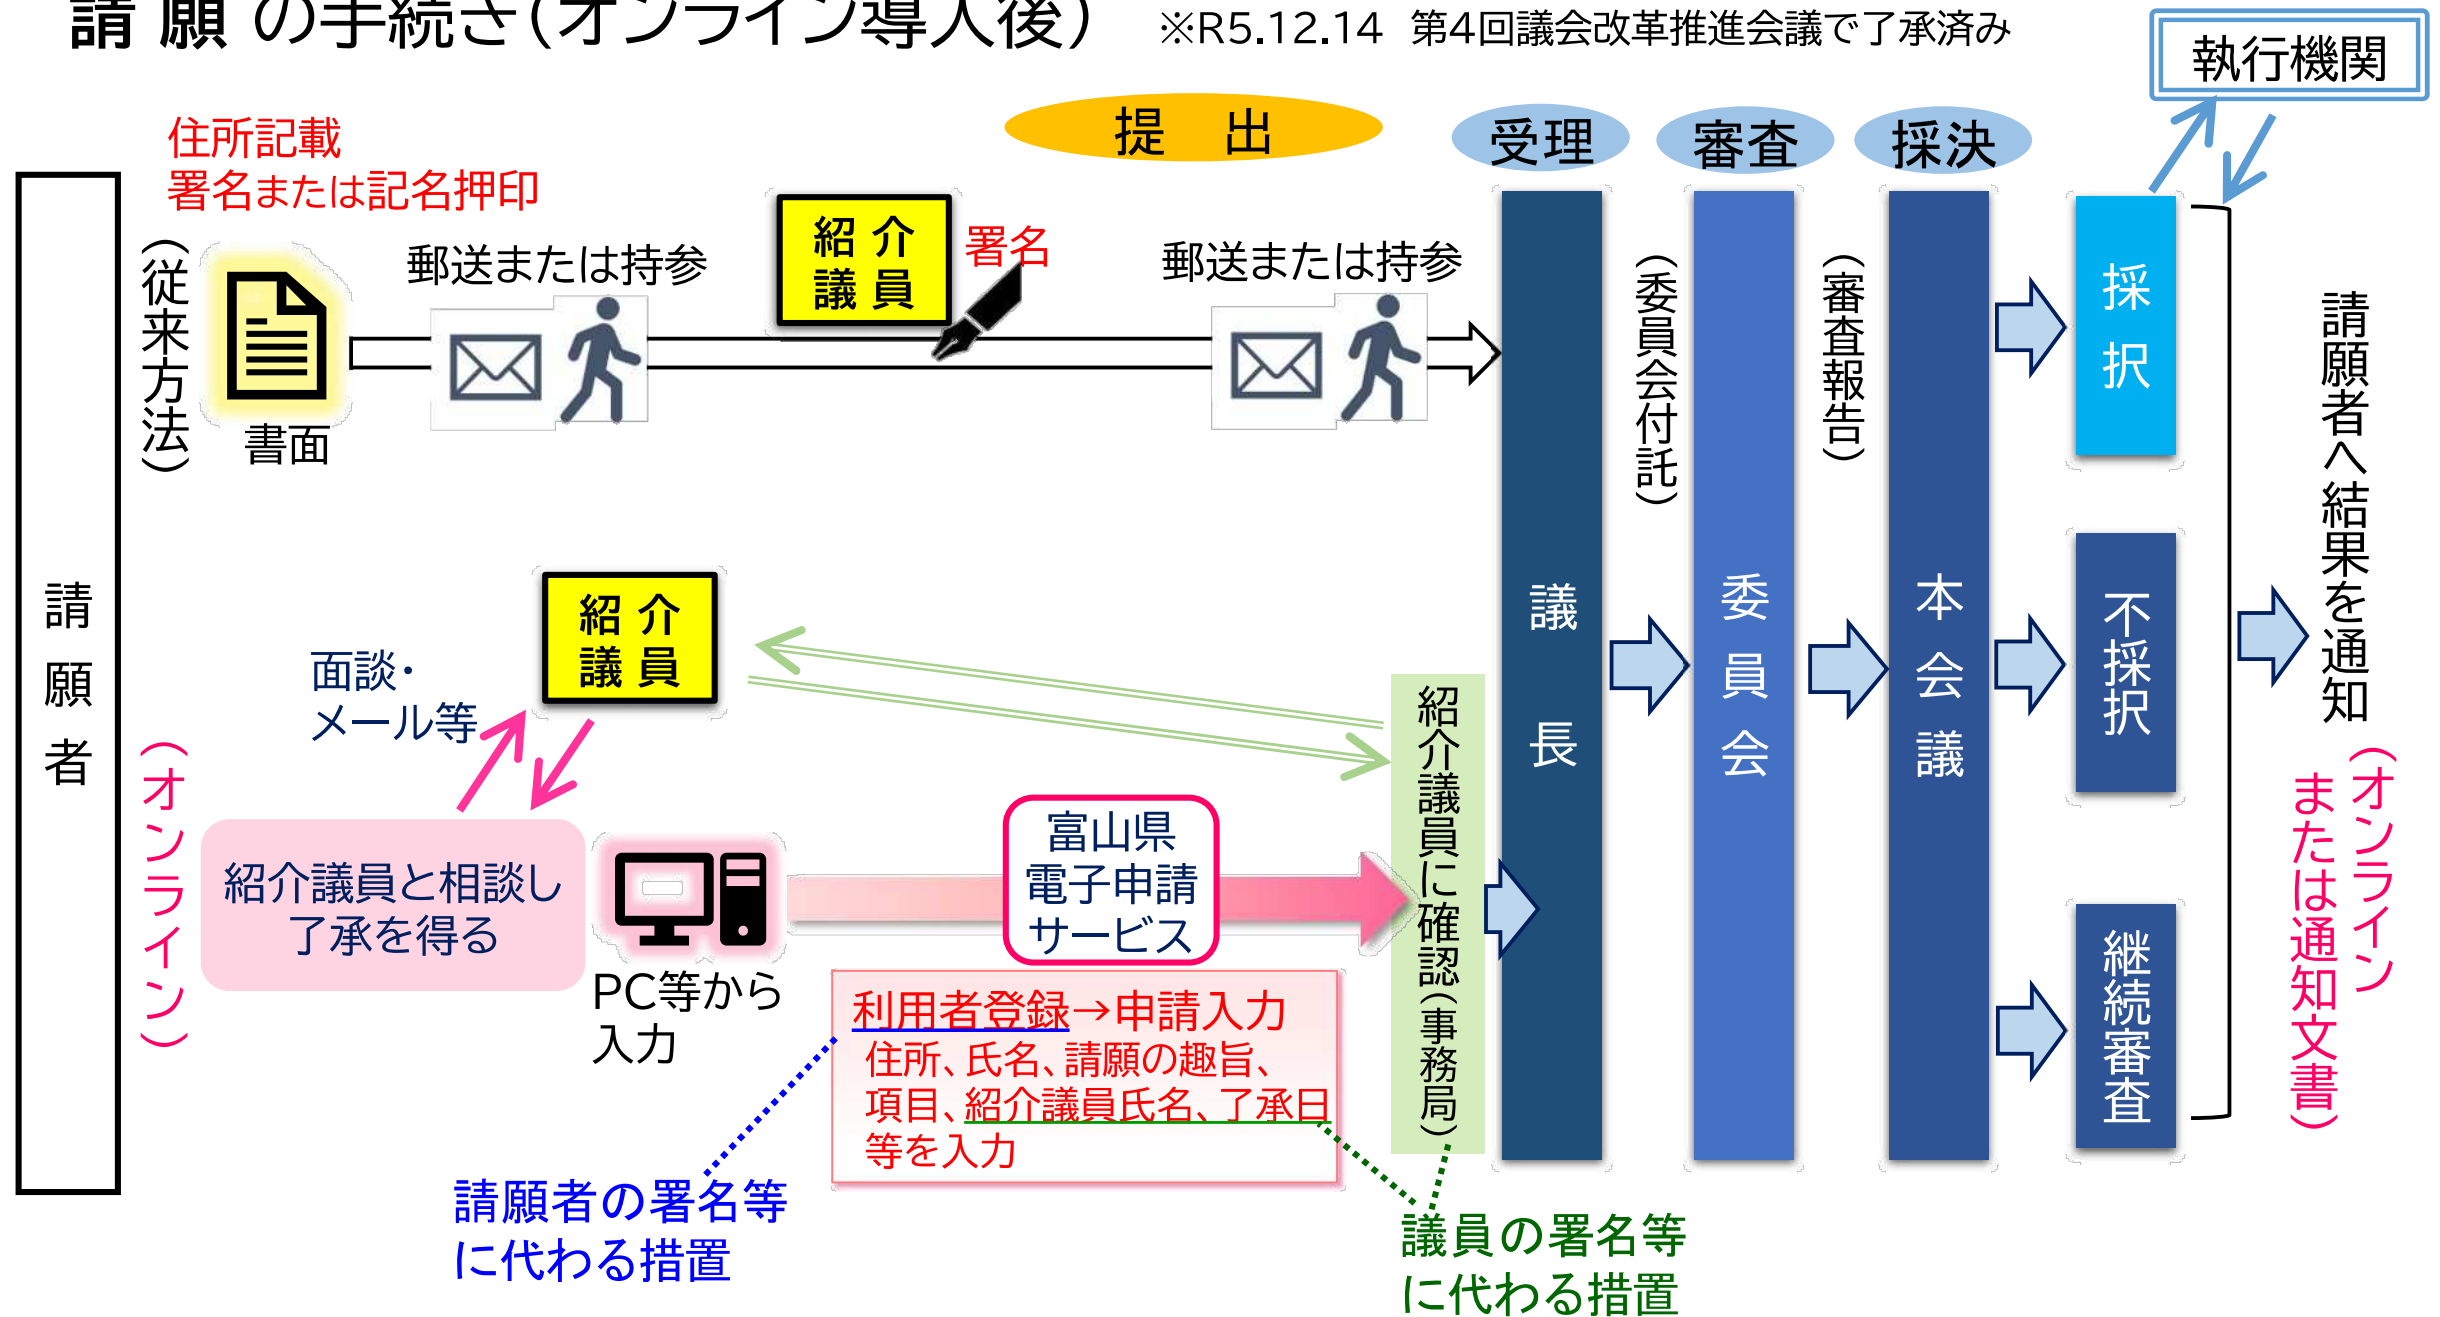 請 願 の手続き(オンライン導入後)
※R5.12.14 第4回議会改革推進会議で了承済み
執行機関
提 出
受理
審査
採決
住所記載
署名または記名押印
請願者
(従来方法)
書面
郵送または持参
紹 介
議 員
署名
郵送または持参
議長
(委員会付託)
委員会
(審査報告)
本会議
採択
不採択
継続審査
請願者へ結果を通知
(オンライン
または通知文書)
(オンライン)
面談・
メール等
紹 介
議 員
紹介議員と相談し
了承を得る
PC等から
入力
富山県
電子申請
サービス
紹介議員に確認(事務局)
利用者登録→申請入力
住所、氏名、請願の趣旨、
項目、紹介議員氏名、了承日
等を入力
請願者の署名等
に代わる措置
議員の署名等
に代わる措置